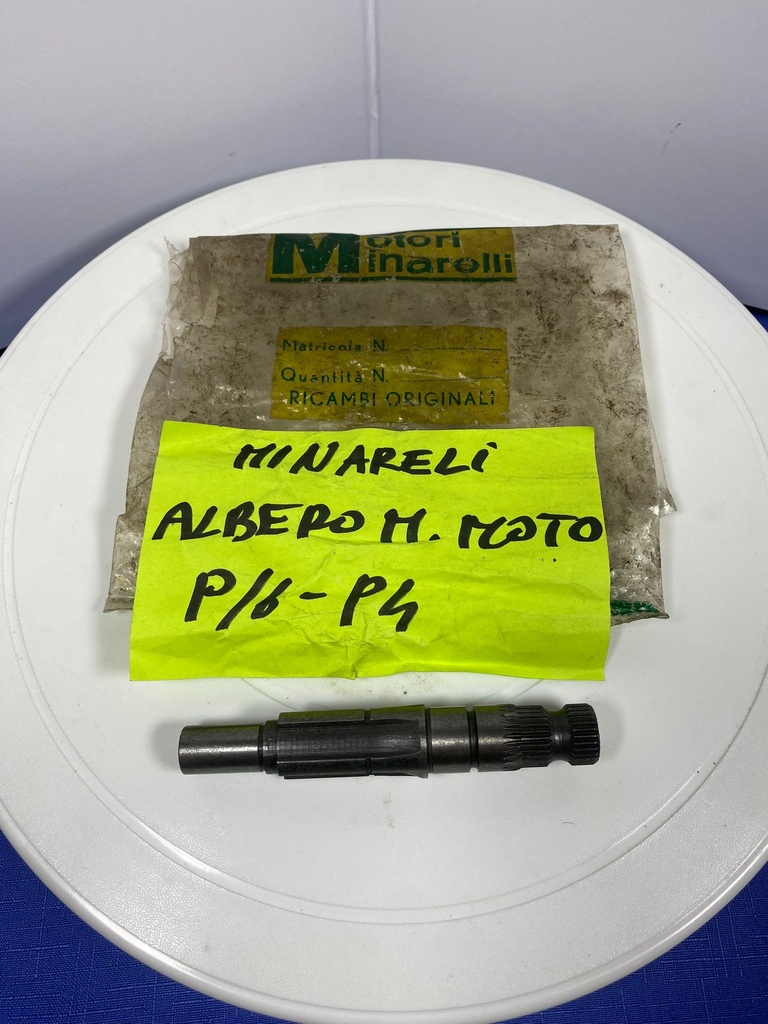 Motori
Minarelli
Matricola N.
Quantità N.
RICAMBI ORIGINALI
MINARELI
ALBERO M. MOTO
P/6-P4